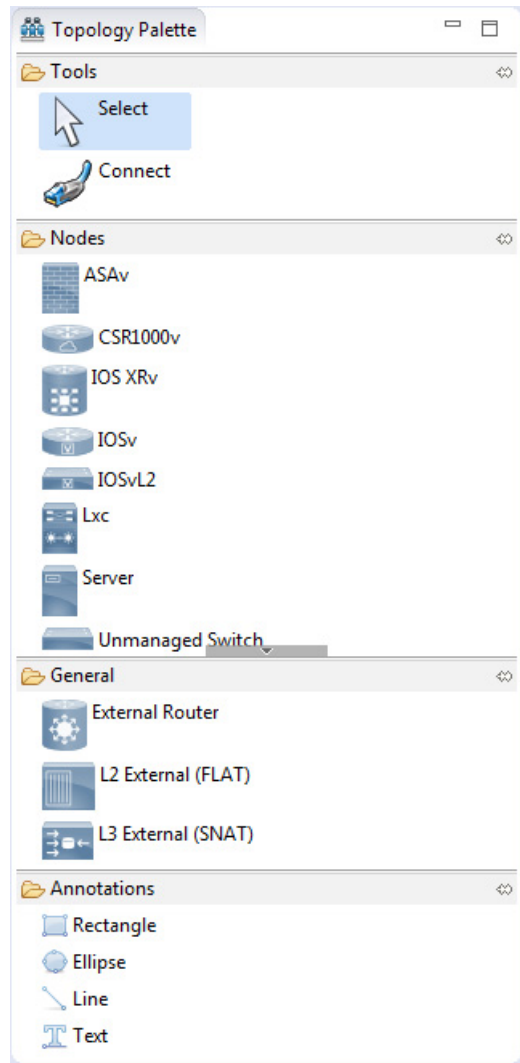 Topology Palette
Tools
Select
Connect
Nodes
ASAv
CSR1000v
IOS XRv
IOSv
IOSvL2
Lxc
Server
Unmanaged Switch
General
External Router
L2 External (FLAT)
L3 External (SNAT)
Annotations
Rectangle
Ellipse
Line
Text